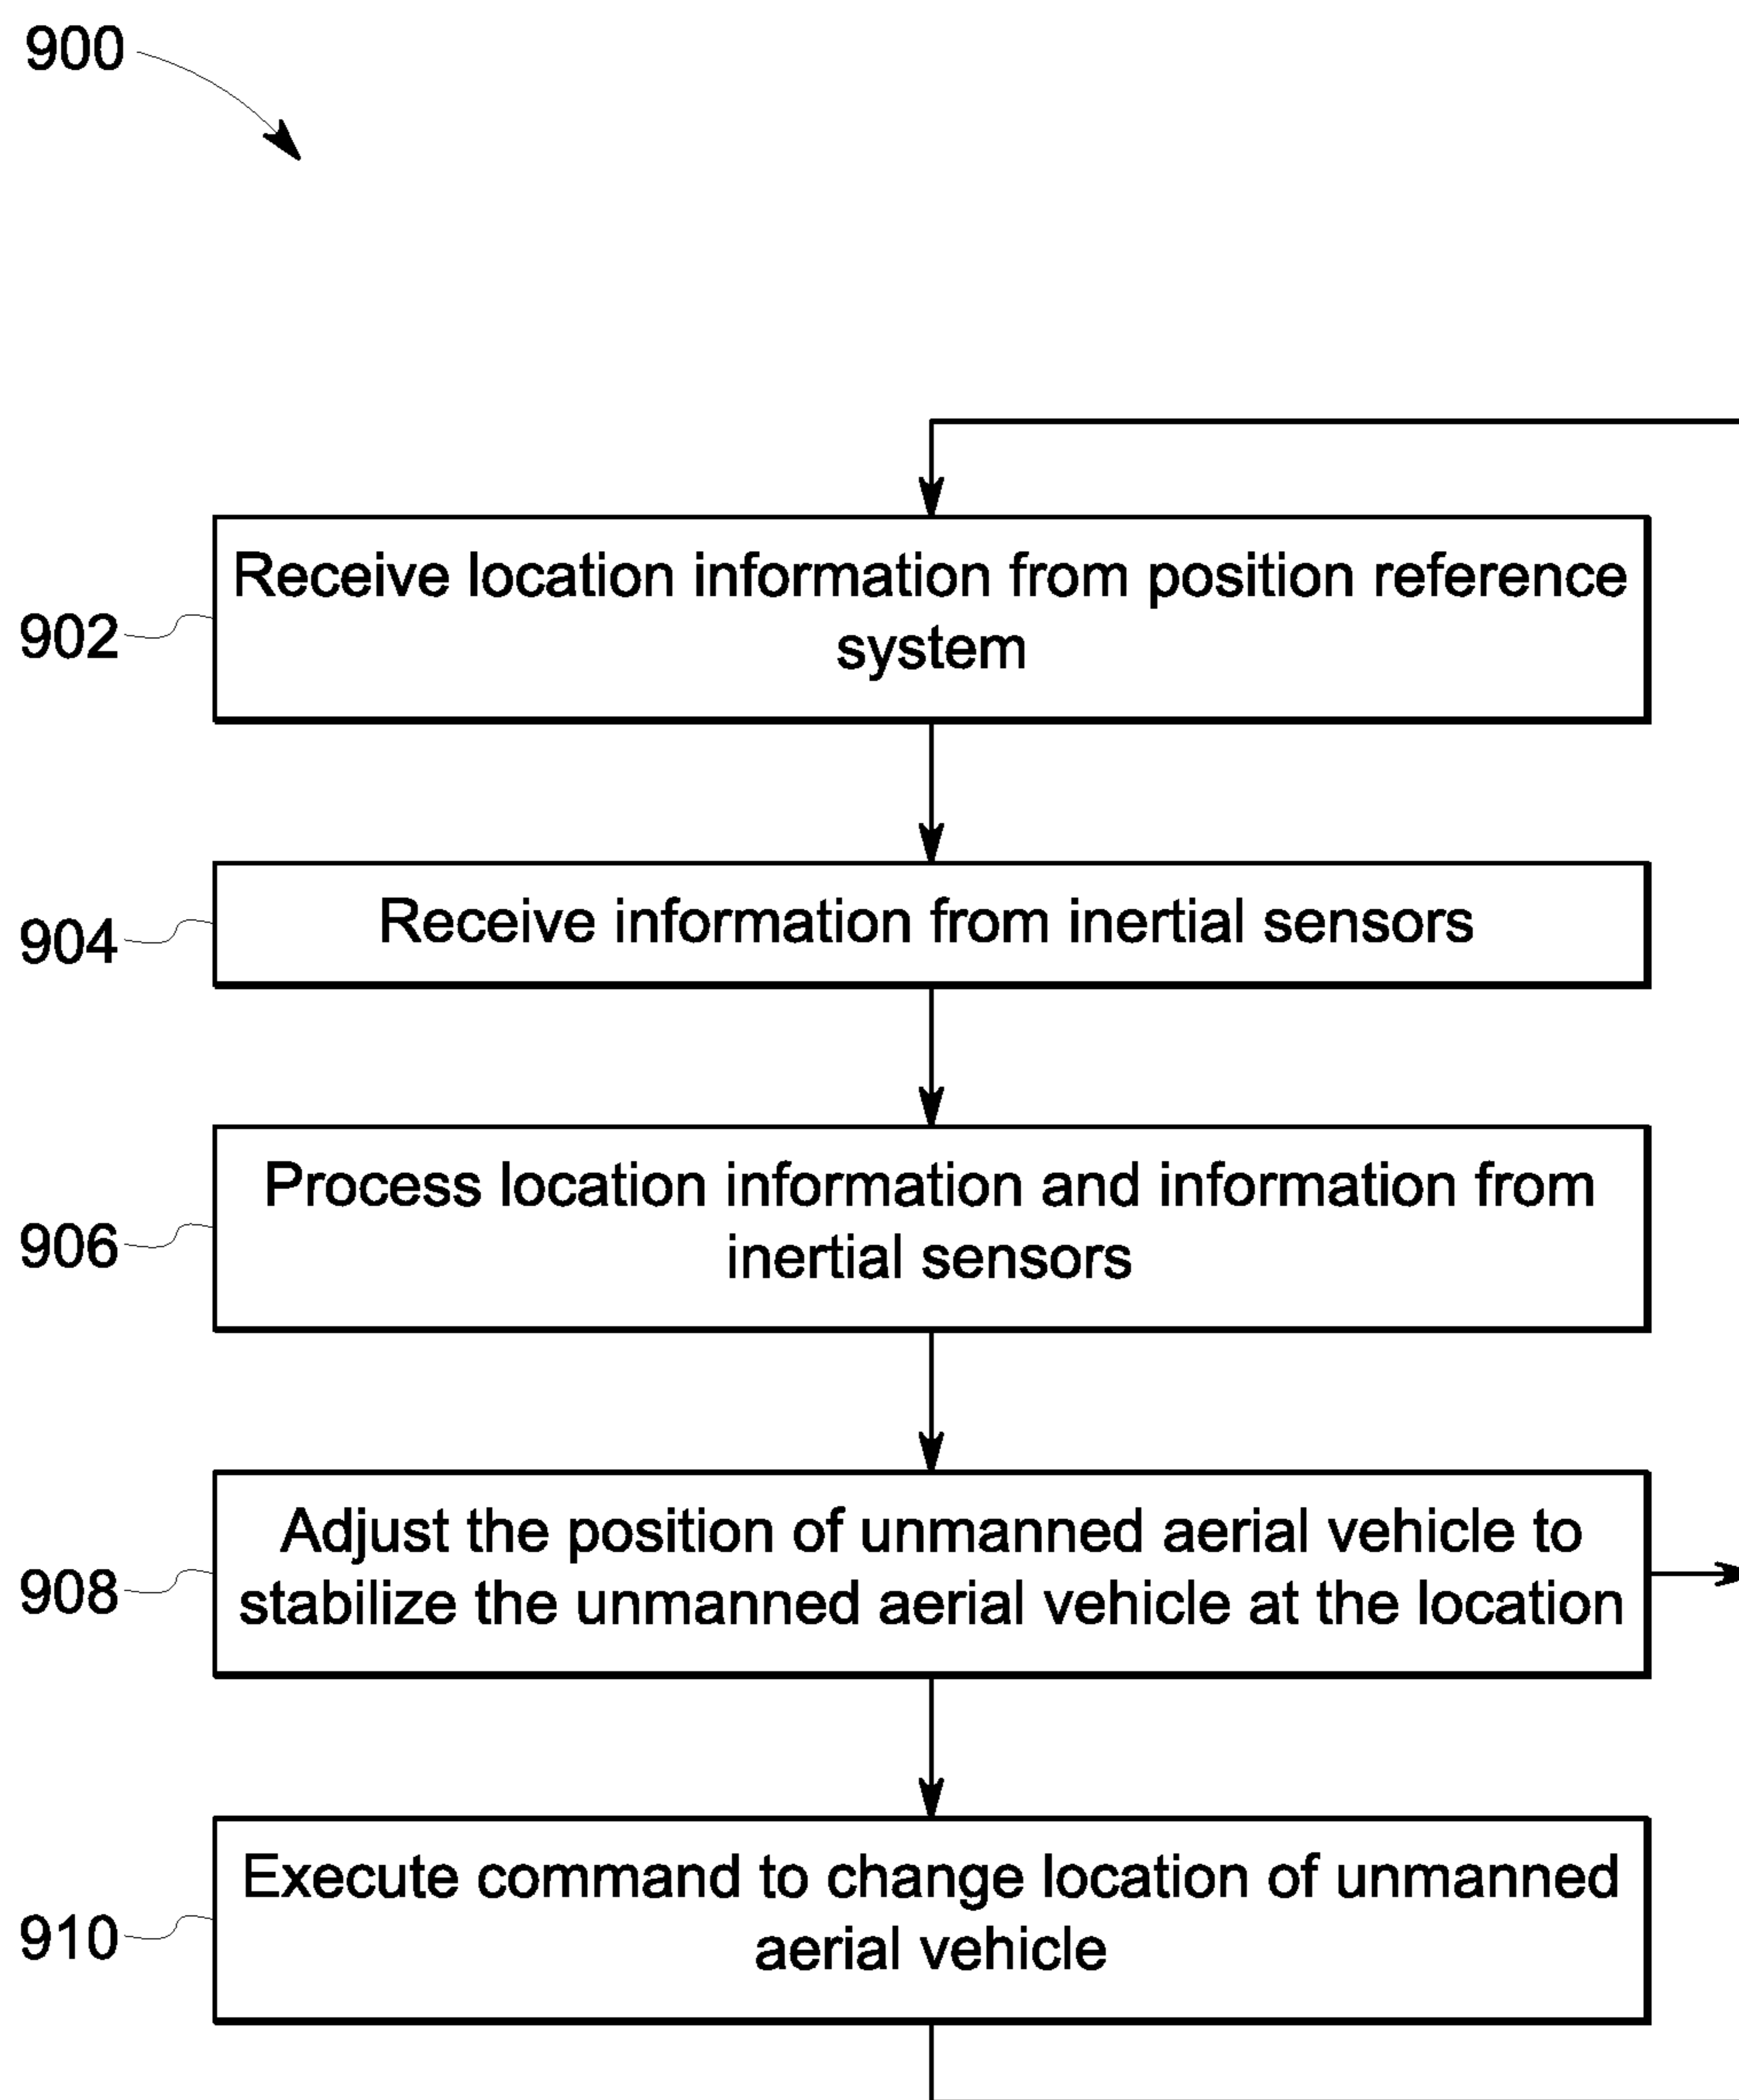 900
Receive location information from position reference
system
902
Receive information from inertial sensors
904
Process location information and information from
inertial sensors
906
Adjust the position of unmanned aerial vehicle to
stabilize the unmanned aerial vehicle at the location
908
Execute command to change location of unmanned
aerial vehicle
910